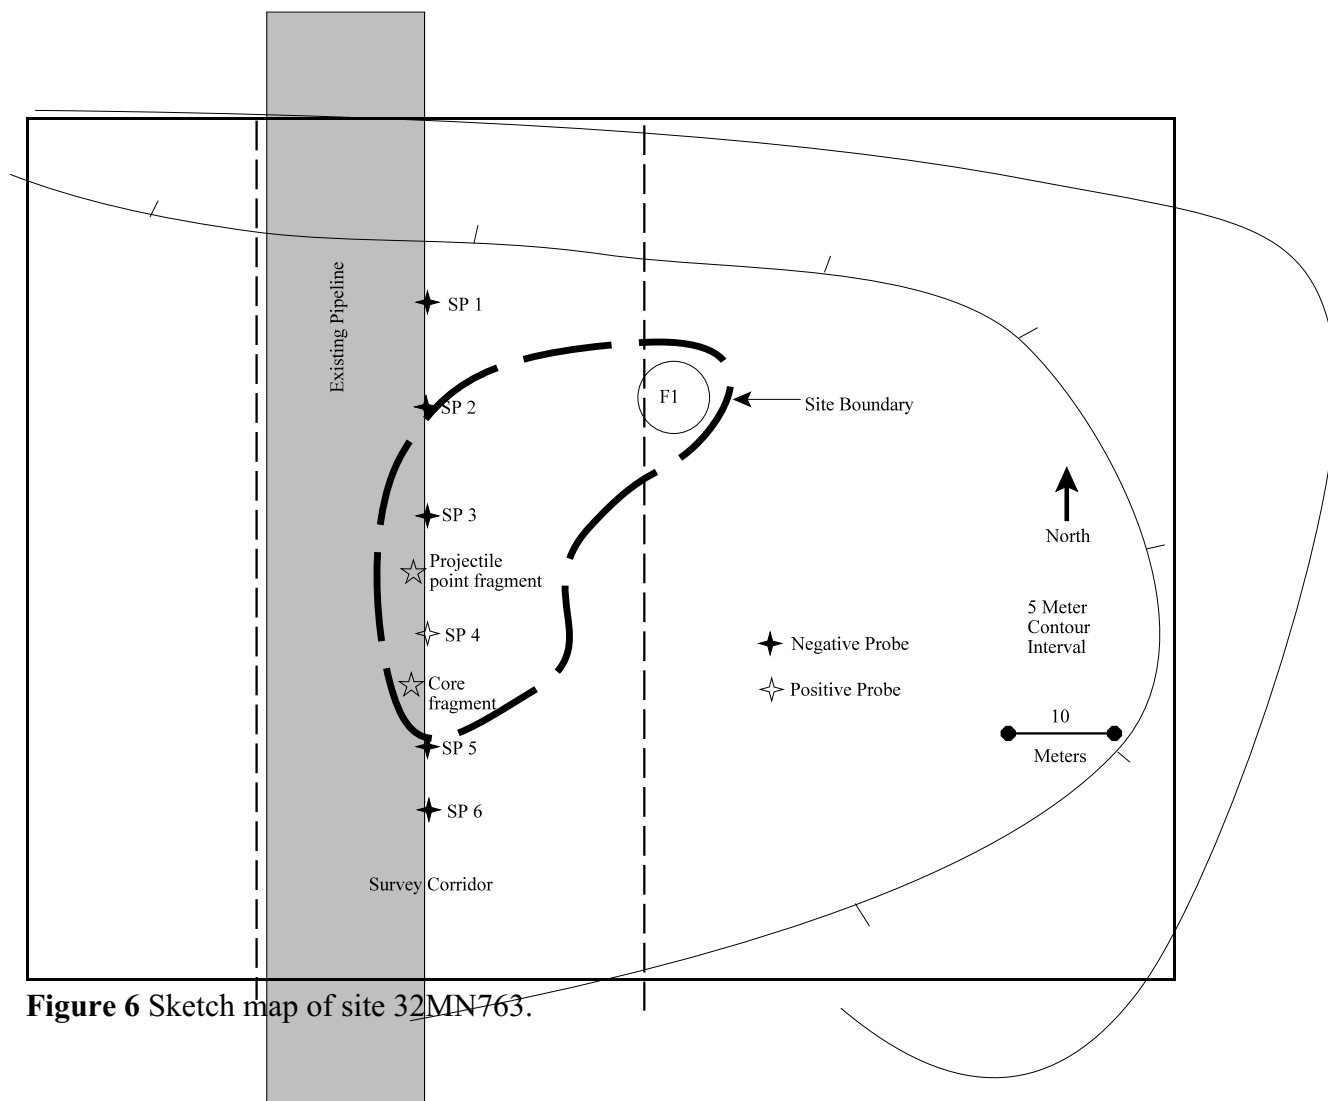 Existing Pipeline
SP 1
SP 2
F1
Site Boundary
SP 3
North
Projectile
point fragment
5 Meter
Contour
Interval
SP 4
Negative Probe
Core
fragment
Positive Probe
10
Meters
SP 5
SP 6
Survey Corridor
Figure 6 Sketch map of site 32MN763.